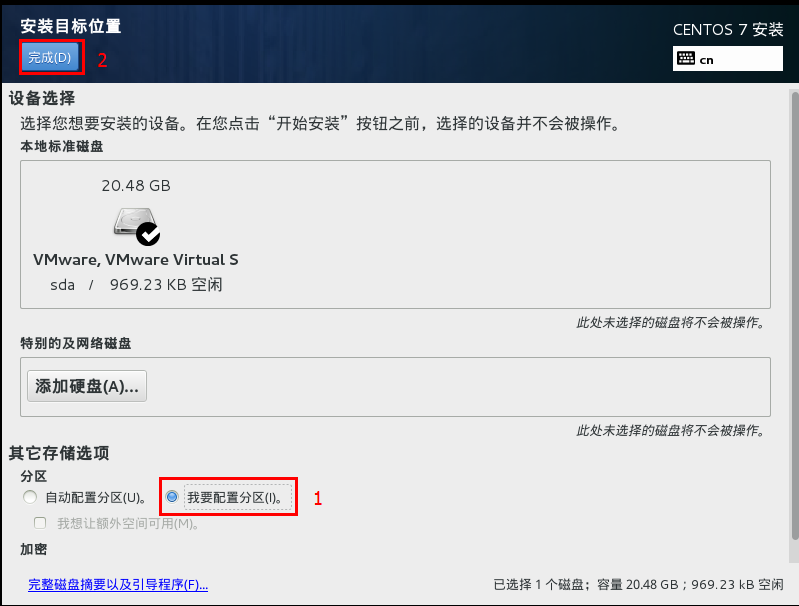 安装目标位置
CENTOS 7 安装
完成(D)
2
cn
设备选择
选择您想要安装的设备。在您点击“开始安装”按钮之前，选择的设备并不会被操作。
本地标准磁盘
20.48 GB
VMware, VMware Virtual S
sda / 969.23 KB 空闲
此处未选择的磁盘将不会被操作。
特别的及网络磁盘
添加硬盘(A)...
此处未选择的磁盘将不会被操作。
其它存储选项
分区
自动配置分区(U)。 我要配置分区(I)。 1
我想让额外空间可用(M)。
加密
完整磁盘摘要以及引导程序(F)... 已选择 1 个磁盘；容量 20.48 GB；969.23 kB 空闲